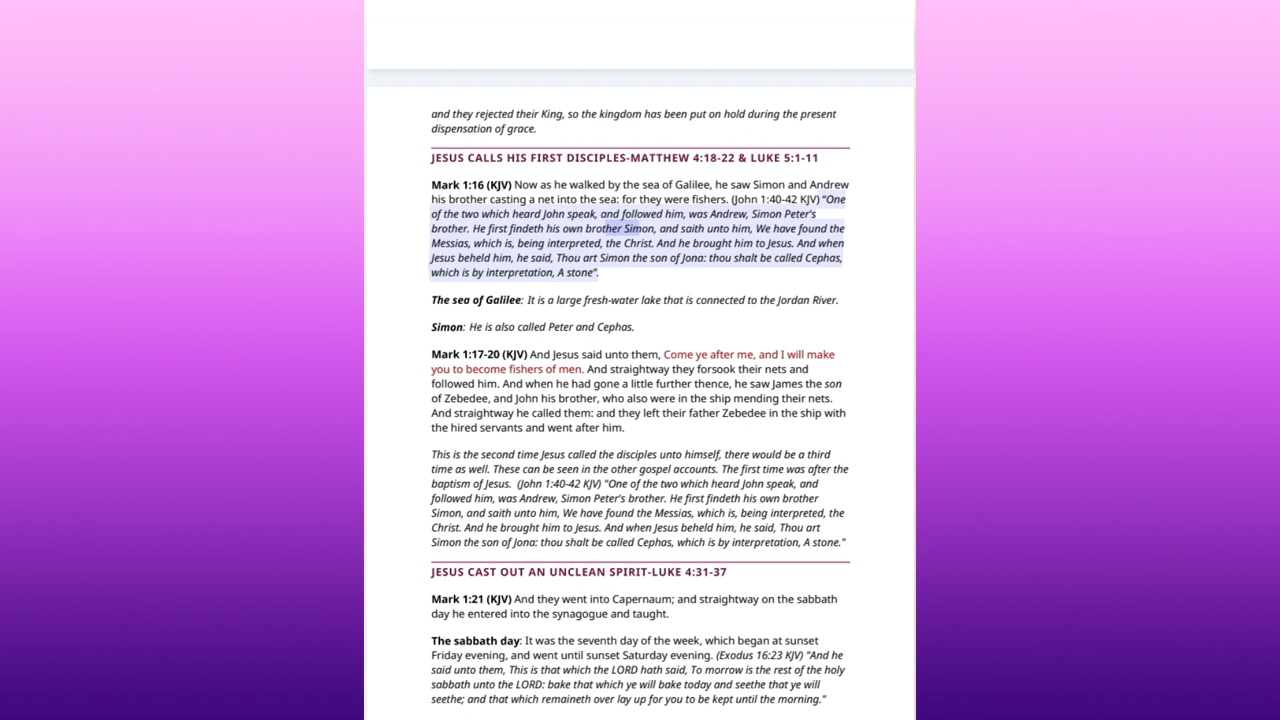 and they rejected their King, so the kingdom has been put on hold during the present
dispensation of grace.
JESUS CALLS HIS FIRST DISCIPLES-MATTHEW 4:18-22 & LUKE 5:1-11
Mark 1:16 (KJV) Now as he walked by the sea of Galilee, he saw Simon and Andrew
his brother casting a net into the sea: for they were fishers. (John 1:40-42 KJV) “One
of the two which heard John speak, and followed him, was Andrew, Simon Peter's
brother. He first findeth his own brother Simon, and saith unto him, We have found the
Messias, which is, being interpreted, the Christ. And he brought him to Jesus. And when
Jesus beheld him, he said, Thou art Simon the son of Jona: thou shalt be called Cephas,
which is by interpretation, A stone”.
The sea of Galilee: It is a large fresh-water lake that is connected to the Jordan River.
Simon: He is also called Peter and Cephas.
Mark 1:17-20 (KJV) And Jesus said unto them, Come ye after me, and I will make
you to become fishers of men. And straightway they forsook their nets and
followed him. And when he had gone a little further thence, he saw James the son
of Zebedee, and John his brother, who also were in the ship mending their nets.
And straightway he called them: and they left their father Zebedee in the ship with
the hired servants and went after him.
This is the second time Jesus called the disciples unto himself, there would be a third
time as well. These can be seen in the other gospel accounts. The first time was after the
baptism of Jesus. (John 1:40-42 KJV) "One of the two which heard John speak, and
followed him, was Andrew, Simon Peter's brother. He first findeth his own brother
Simon, and saith unto him, We have found the Messias, which is, being interpreted, the
Christ. And he brought him to Jesus. And when Jesus beheld him, he said, Thou art
Simon the son of Jona: thou shalt be called Cephas, which is by interpretation, A stone."
JESUS CAST OUT AN UNCLEAN SPIRIT-LUKE 4:31-37
Mark 1:21 (KJV) And they went into Capernaum; and straightway on the sabbath
day he entered into the synagogue and taught.
The sabbath day: It was the seventh day of the week, which began at sunset
Friday evening, and went until sunset Saturday evening. (Exodus 16:23 KJV) "And he
said unto them, This is that which the LORD hath said, To morrow is the rest of the holy
sabbath unto the LORD: bake that which ye will bake today and seethe that ye will
seethe; and that which remaineth over lay up for you to be kept until the morning."